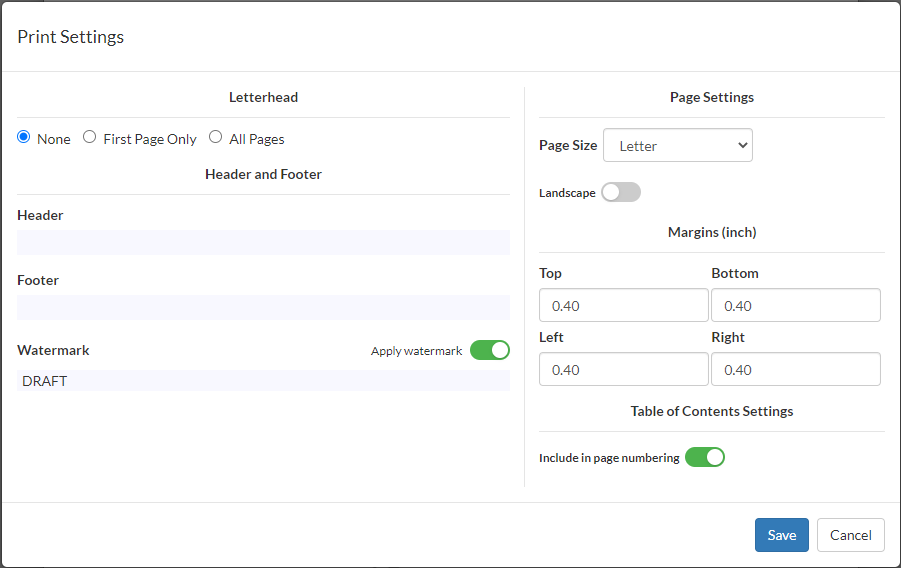 Print Settings
Letterhead
None First Page Only All Pages
Header and Footer
Header
Footer
Watermark Apply watermark
DRAFT
Page Settings
Page Size Letter
Landscape
Margins (inch)
Top Bottom
0.40 0.40
Left Right
0.40 0.40
Table of Contents Settings
Include in page numbering
Save Cancel